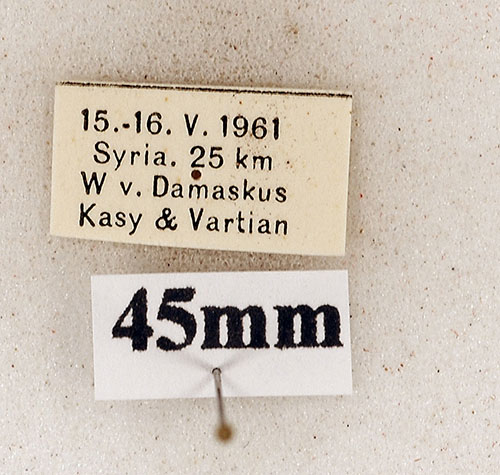 15.-16. V. 1961
Syria. 25 km
W v. Damaskus
Kasy & Vartian
45mm